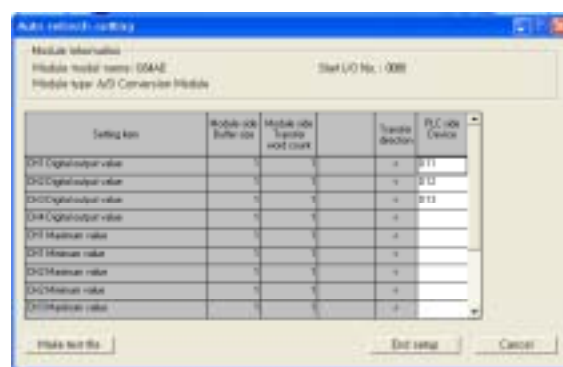 Auto refresh setting
Module information
Module model name: Q64AD
Start I/O No. : 0000
Module type: A/D Conversion Module
Setting item
Module side Buffer size
Module side Transfer word count
Transfer direction
PLC side Device
CH1 Digital output value 1 1 D11
CH2 Digital output value 1 1 D12
CH3 Digital output value 1 1 D13
CH4 Digital output value 1 1
CH1 Maximum value 1 1
CH1 Minimum value 1 1
CH2 Maximum value 1 1
CH2 Minimum value 1 1
CH3 Maximum value 1 1
Make text file
End setup
Cancel